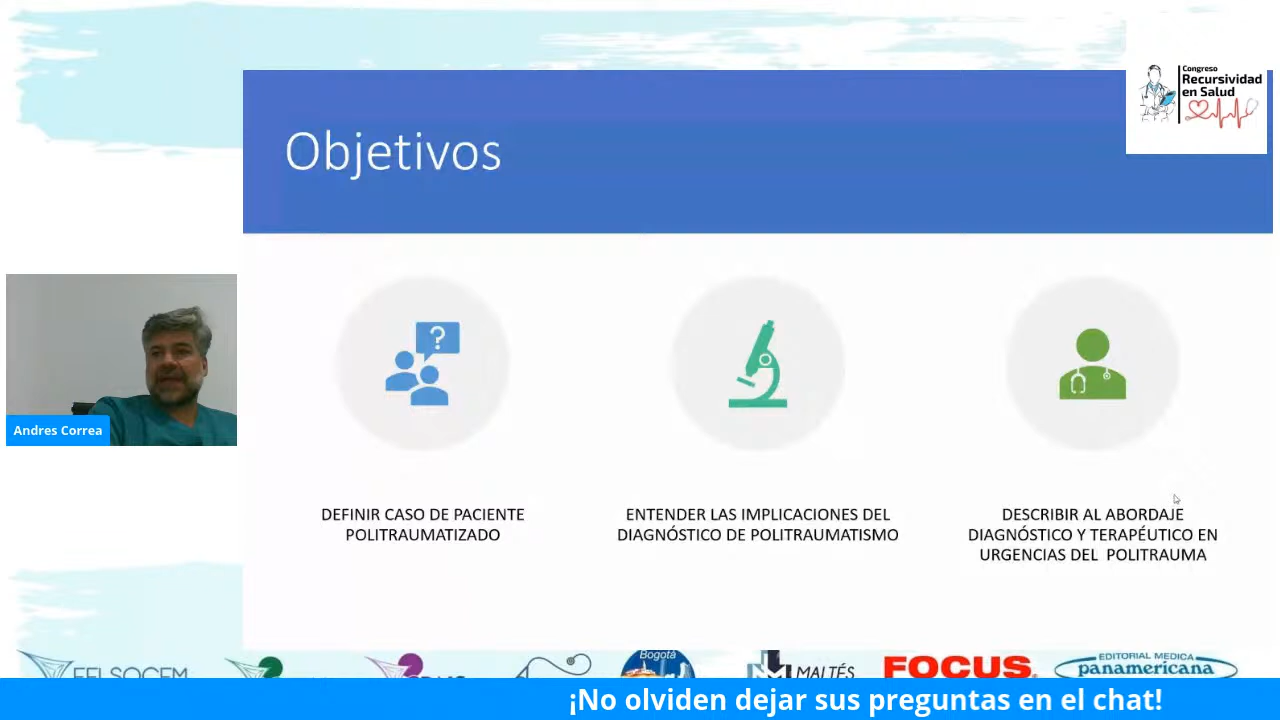 Congreso
Recursividad
en Salud
Objetivos
?
Andres Correa
DEFINIR CASO DE PACIENTE
POLITRAUMATIZADO
ENTENDER LAS IMPLICACIONES DEL
DIAGNÓSTICO DE POLITRAUMATISMO
DESCRIBIR AL ABORDAJE
DIAGNÓSTICO Y TERAPÉUTICO EN
URGENCIAS DEL POLITRAUMA
Bogotá
MALTÉS
FOCUS
EDITORIAL MEDICA
panamericana
¡No olviden dejar sus preguntas en el chat!